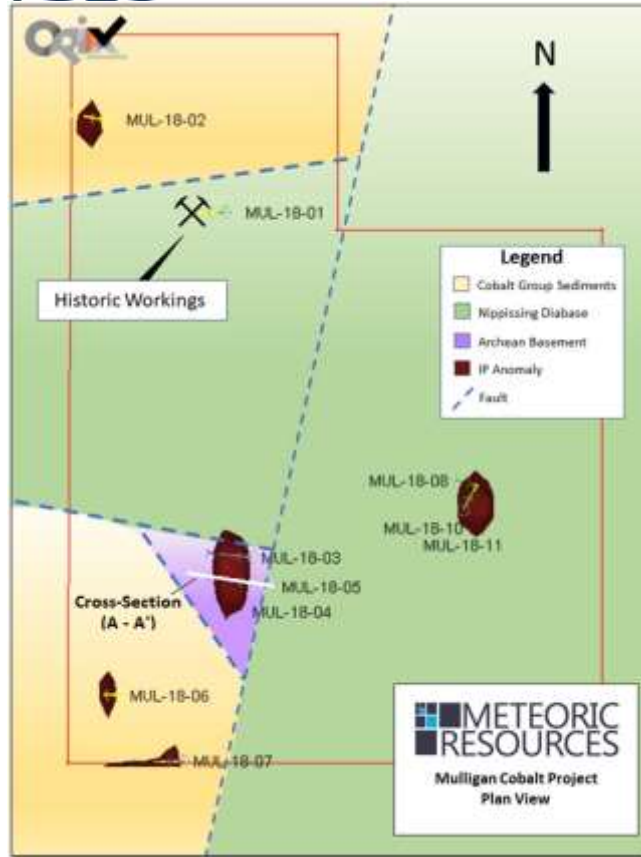 N
MUL-18-02
MUL-18-01
Historic Workings
Legend
Cobalt Group Sediments
Nippissing Diabase
Archean Basement
IP Anomaly
Fault
MUL-18-08
MUL-18-10
MUL-18-11
MUL-18-03
MUL-18-05
MUL-18-04
Cross-Section
(A - A')
MUL-18-06
MUL-18-07
METEORIC
RESOURCES
Mulligan Cobalt Project
Plan View